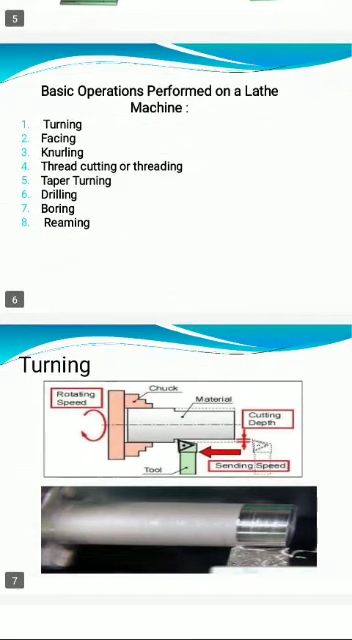 5
Basic Operations Performed on a Lathe
Machine :
1. Turning
2. Facing
3. Knurling
4. Thread cutting or threading
5. Taper Turning
6. Drilling
7. Boring
8. Reaming
6
Turning
Chuck
Rotating
Speed
Material
Cutting
Depth
Sending Speed
Tool
7